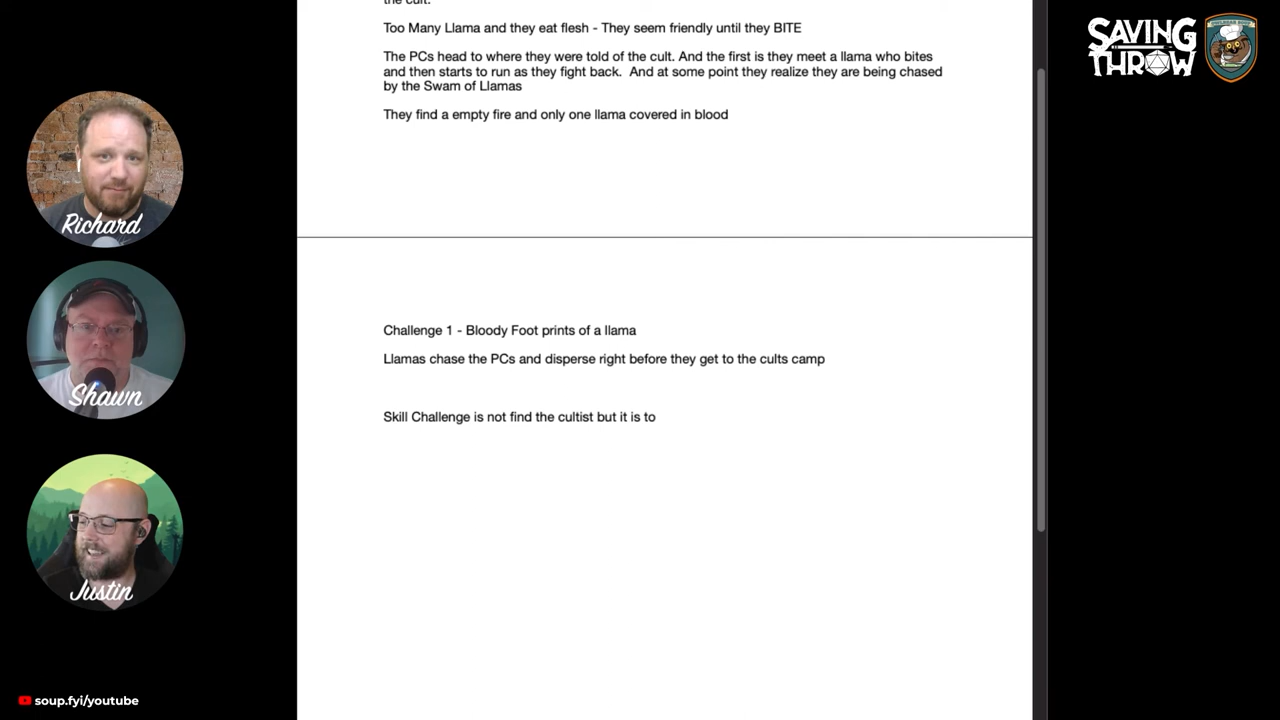 the cult.
Too Many Llama and they eat flesh - They seem friendly until they BITE
The PCs head to where they were told of the cult. And the first is they meet a llama who bites
and then starts to run as they fight back.  And at some point they realize they are being chased
by the Swam of Llamas
They find a empty fire and only one llama covered in blood
Challenge 1 - Bloody Foot prints of a llama
Llamas chase the PCs and disperse right before they get to the cults camp
Skill Challenge is not find the cultist but it is to
Richard
Shawn
Justin
soup.fyi/youtube
SAVING
THROW